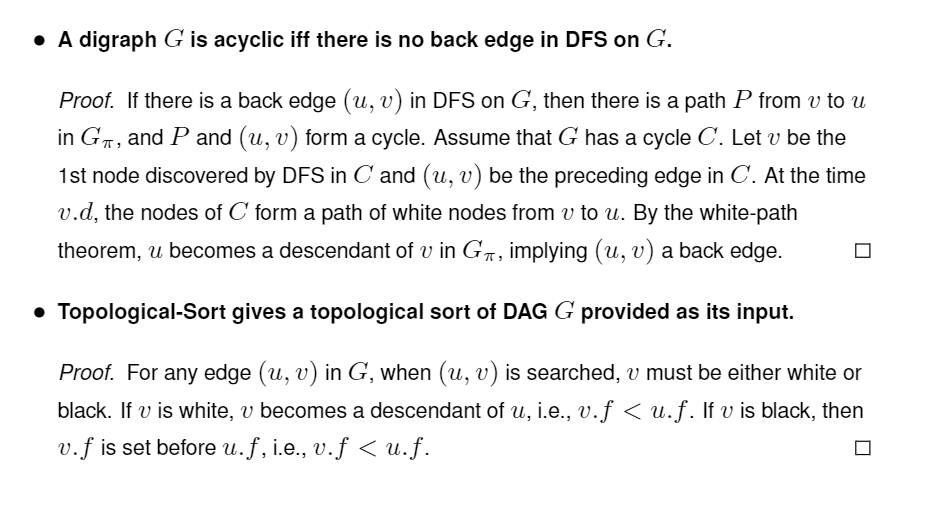 • A digraph G is acyclic iff there is no back edge in DFS on G.
Proof. If there is a back edge (u, v) in DFS on G, then there is a path P from v to u
in Gπ, and P and (u, v) form a cycle. Assume that G has a cycle C. Let v be the
1st node discovered by DFS in C and (u, v) be the preceding edge in C. At the time
v.d, the nodes of C form a path of white nodes from v to u. By the white-path
theorem, u becomes a descendant of v in Gπ, implying (u, v) a back edge. □
• Topological-Sort gives a topological sort of DAG G provided as its input.
Proof. For any edge (u, v) in G, when (u, v) is searched, v must be either white or
black. If v is white, v becomes a descendant of u, i.e., v.f < u.f. If v is black, then
v.f is set before u.f, i.e., v.f < u.f. □